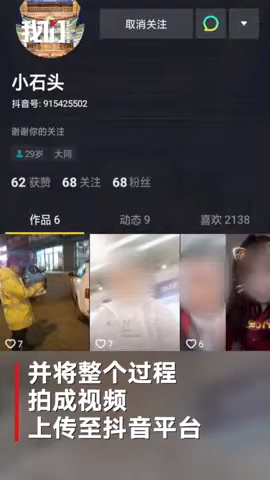 我们
取消关注
小石头
抖音号: 915425502
谢谢你的关注
29岁 大同
62 获赞 68 关注 68 粉丝
作品 6 动态 9 喜欢 2138
7 7 6
并将整个过程
拍成视频
上传至抖音平台